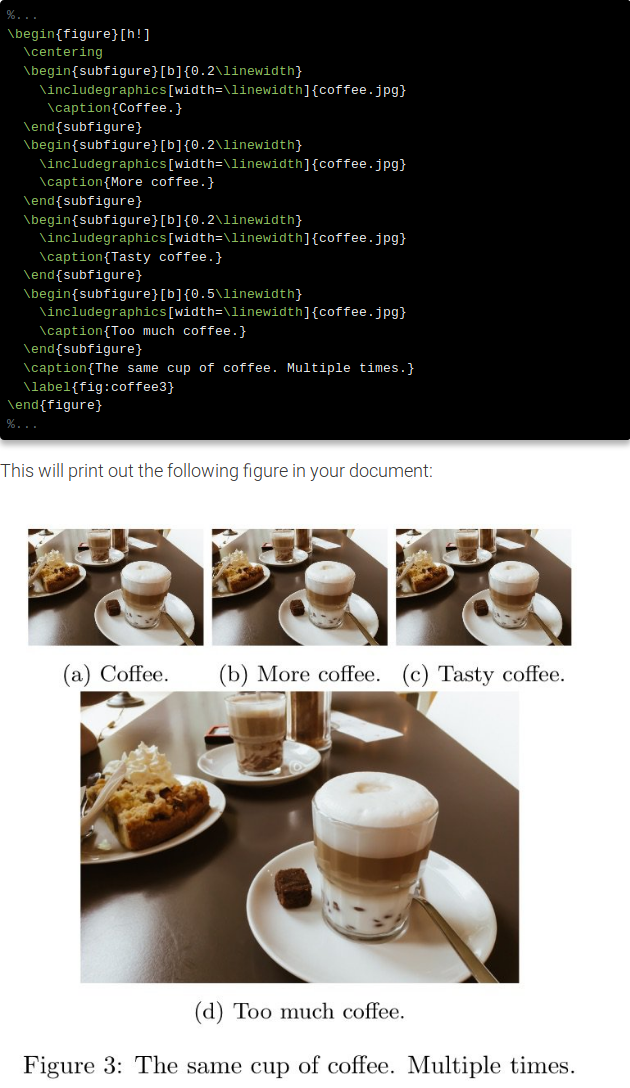 %...
\begin{figure}[h!]
  \centering
  \begin{subfigure}[b]{0.2\linewidth}
    \includegraphics[width=\linewidth]{coffee.jpg}
     \caption{Coffee.}
  \end{subfigure}
  \begin{subfigure}[b]{0.2\linewidth}
    \includegraphics[width=\linewidth]{coffee.jpg}
    \caption{More coffee.}
  \end{subfigure}
  \begin{subfigure}[b]{0.2\linewidth}
    \includegraphics[width=\linewidth]{coffee.jpg}
    \caption{Tasty coffee.}
  \end{subfigure}
  \begin{subfigure}[b]{0.5\linewidth}
    \includegraphics[width=\linewidth]{coffee.jpg}
    \caption{Too much coffee.}
  \end{subfigure}
  \caption{The same cup of coffee. Multiple times.}
  \label{fig:coffee3}
\end{figure}
%...
This will print out the following figure in your document:
(a) Coffee. (b) More coffee. (c) Tasty coffee.
(d) Too much coffee.
Figure 3: The same cup of coffee. Multiple times.